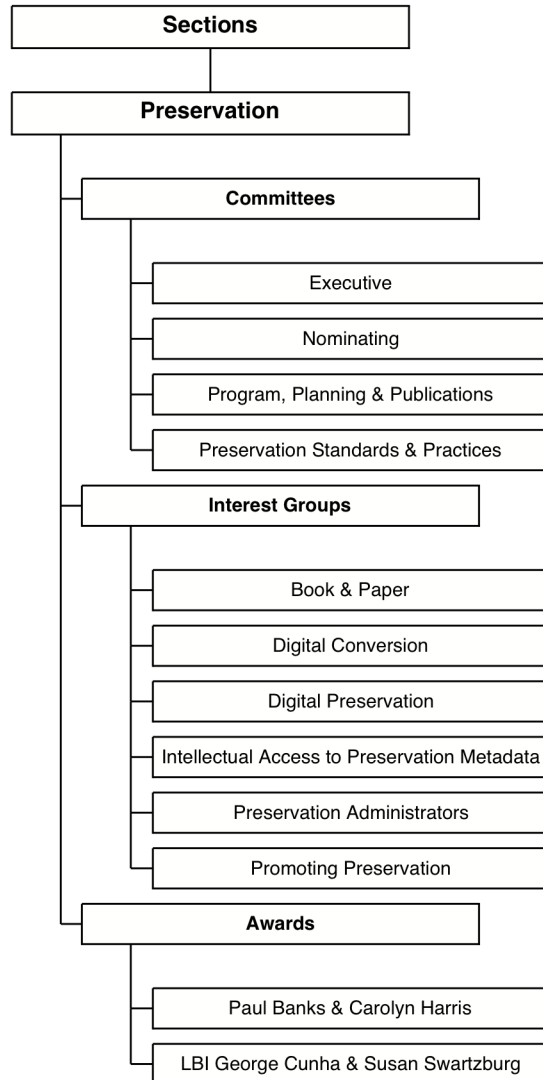 Sections
Preservation
Committees
Executive
Nominating
Program, Planning & Publications
Preservation Standards & Practices
Interest Groups
Book & Paper
Digital Conversion
Digital Preservation
Intellectual Access to Preservation Metadata
Preservation Administrators
Promoting Preservation
Awards
Paul Banks & Carolyn Harris
LBI George Cunha & Susan Swartzburg